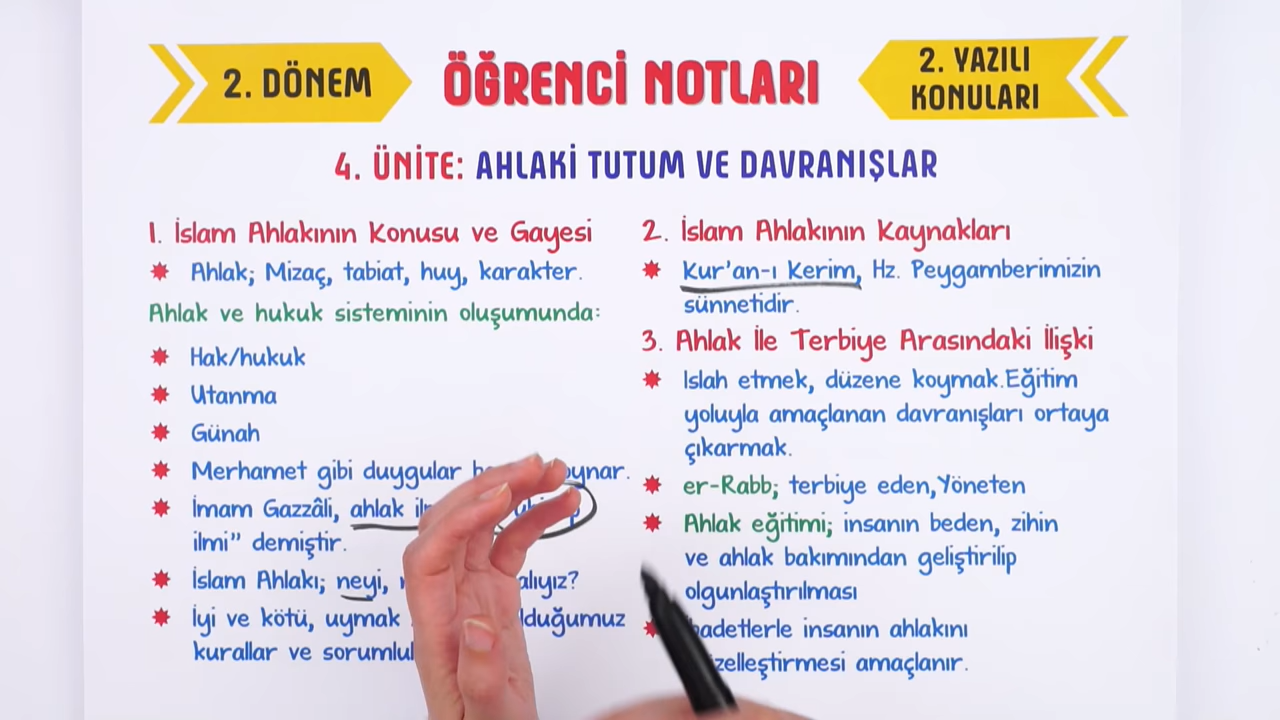 2. DÖNEM
ÖĞRENCİ NOTLARI
2. YAZILI
KONULARI
4. ÜNİTE: AHLAKİ TUTUM VE DAVRANIŞLAR
1. İslam Ahlakının Konusu ve Gayesi
Ahlak; Mizaç, tabiat, huy, karakter.
Ahlak ve hukuk sisteminin oluşumunda:
Hak/hukuk
Utanma
Günah
Merhamet gibi duygular
İmam Gazzâli, ahlak
ilmi" demiştir.
İslam Ahlakı; neyi,
İyi ve kötü, uymak
kurallar ve
2. İslam Ahlakının Kaynakları
Kur'an-ı Kerim, Hz. Peygamberimizin
sünnetidir.
3. Ahlak İle Terbiye Arasındaki İlişki
Islah etmek, düzene koymak.Eğitim
yoluyla amaçlanan davranışları ortaya
çıkarmak.
er-Rabb; terbiye eden,Yöneten
Ahlak eğitimi; insanın beden, zihin
ve ahlak bakımından geliştirilip
olgunlaştırılması
insanın ahlakını
amaçlanır.